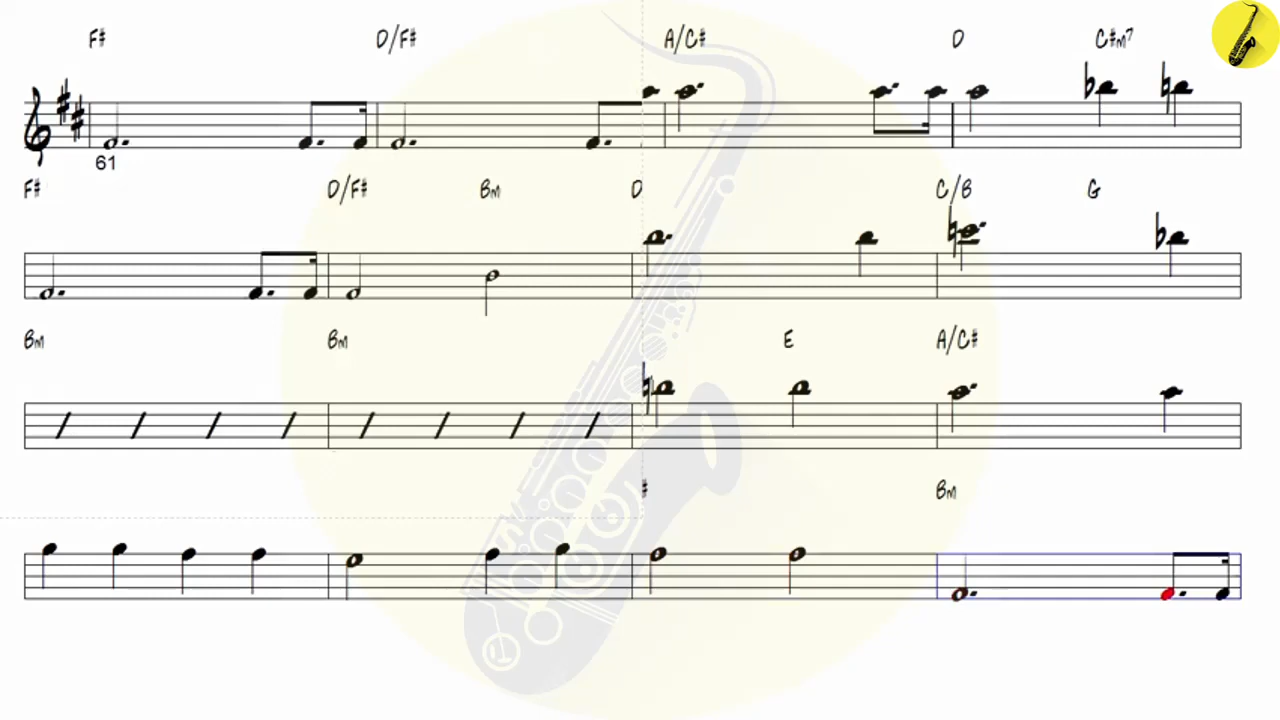 F# D/F# A/C# D C#m7
61
F# D/F# Bm D C/B G
Bm Bm E A/C#
# Bm